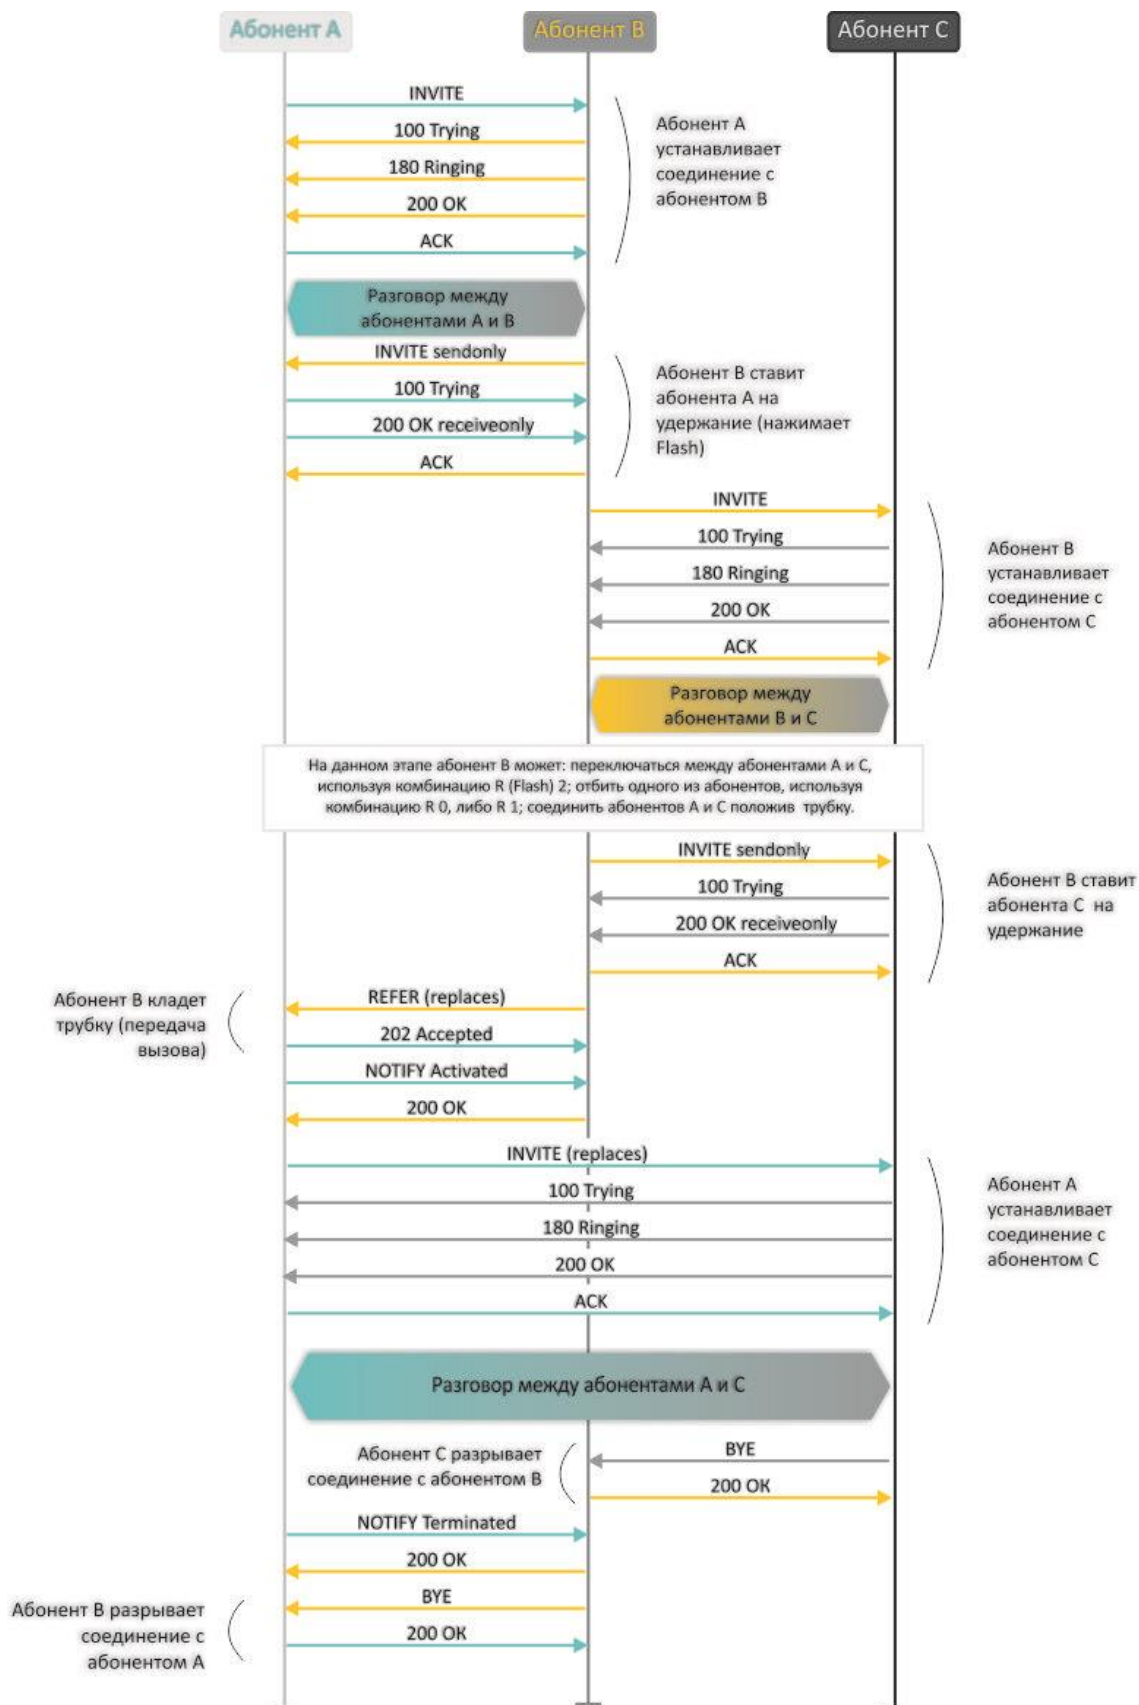 Абонент A
Абонент B
Абонент C
INVITE
100 Trying
180 Ringing
200 OK
ACK
Абонент A
устанавливает
соединение с
абонентом B
Разговор между
абонентами A и B
INVITE sendonly
100 Trying
200 OK receiveonly
ACK
Абонент B ставит
абонента A на
удержание (нажимает
Flash)
INVITE
100 Trying
180 Ringing
200 OK
ACK
Абонент B
устанавливает
соединение с
абонентом C
Разговор между
абонентами B и C
На данном этапе абонент B может: переключаться между абонентами A и C,
используя комбинацию R (Flash) 2; отбить одного из абонентов, используя
комбинацию R 0, либо R 1; соединить абонентов A и C положив трубку.
INVITE sendonly
100 Trying
200 OK receiveonly
ACK
Абонент B ставит
абонента C на
удержание
Абонент B кладет
трубку (передача
вызова)
REFER (replaces)
202 Accepted
NOTIFY Activated
200 OK
INVITE (replaces)
100 Trying
180 Ringing
200 OK
ACK
Абонент A
устанавливает
соединение с
абонентом C
Разговор между абонентами A и C
Абонент C разрывает
соединение с абонентом B
BYE
200 OK
NOTIFY Terminated
200 OK
BYE
200 OK
Абонент B разрывает
соединение с
абонентом A